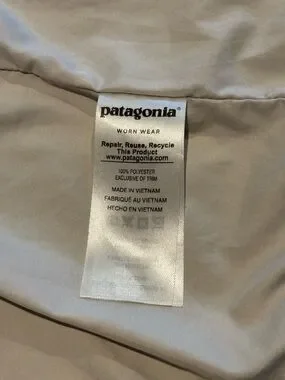 patagonia®
WORN WEAR
Repair, Reuse, Recycle
This Product
www.patagonia.com
100% POLYESTER
EXCLUSIVE OF TRIM
MADE IN VIETNAM
FABRIQUÉ AU VIETNAM
HECHO EN VIETNAM